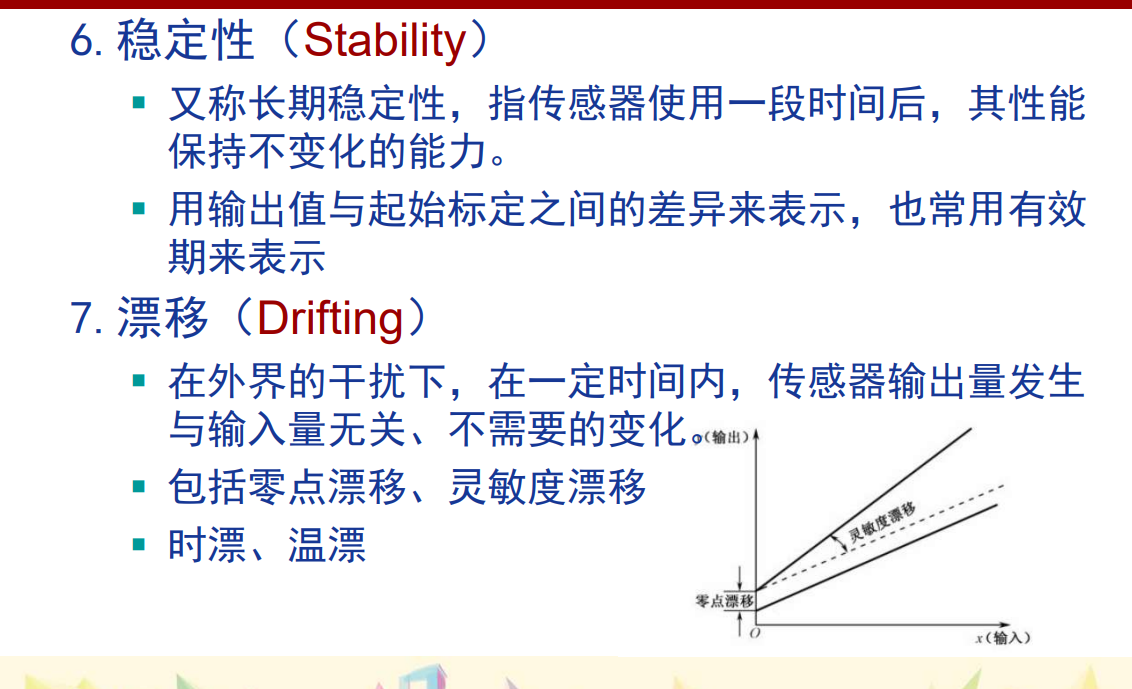 6. 稳定性（Stability）
▪ 又称长期稳定性，指传感器使用一段时间后，其性能
保持不变化的能力。
▪ 用输出值与起始标定之间的差异来表示，也常用有效
期来表示
7. 漂移（Drifting）
▪ 在外界的干扰下，在一定时间内，传感器输出量发生
与输入量无关、不需要的变化。
(输出)
▪ 包括零点漂移、灵敏度漂移
灵敏度漂移
▪ 时漂、温漂
零点漂移
O
x(输入)